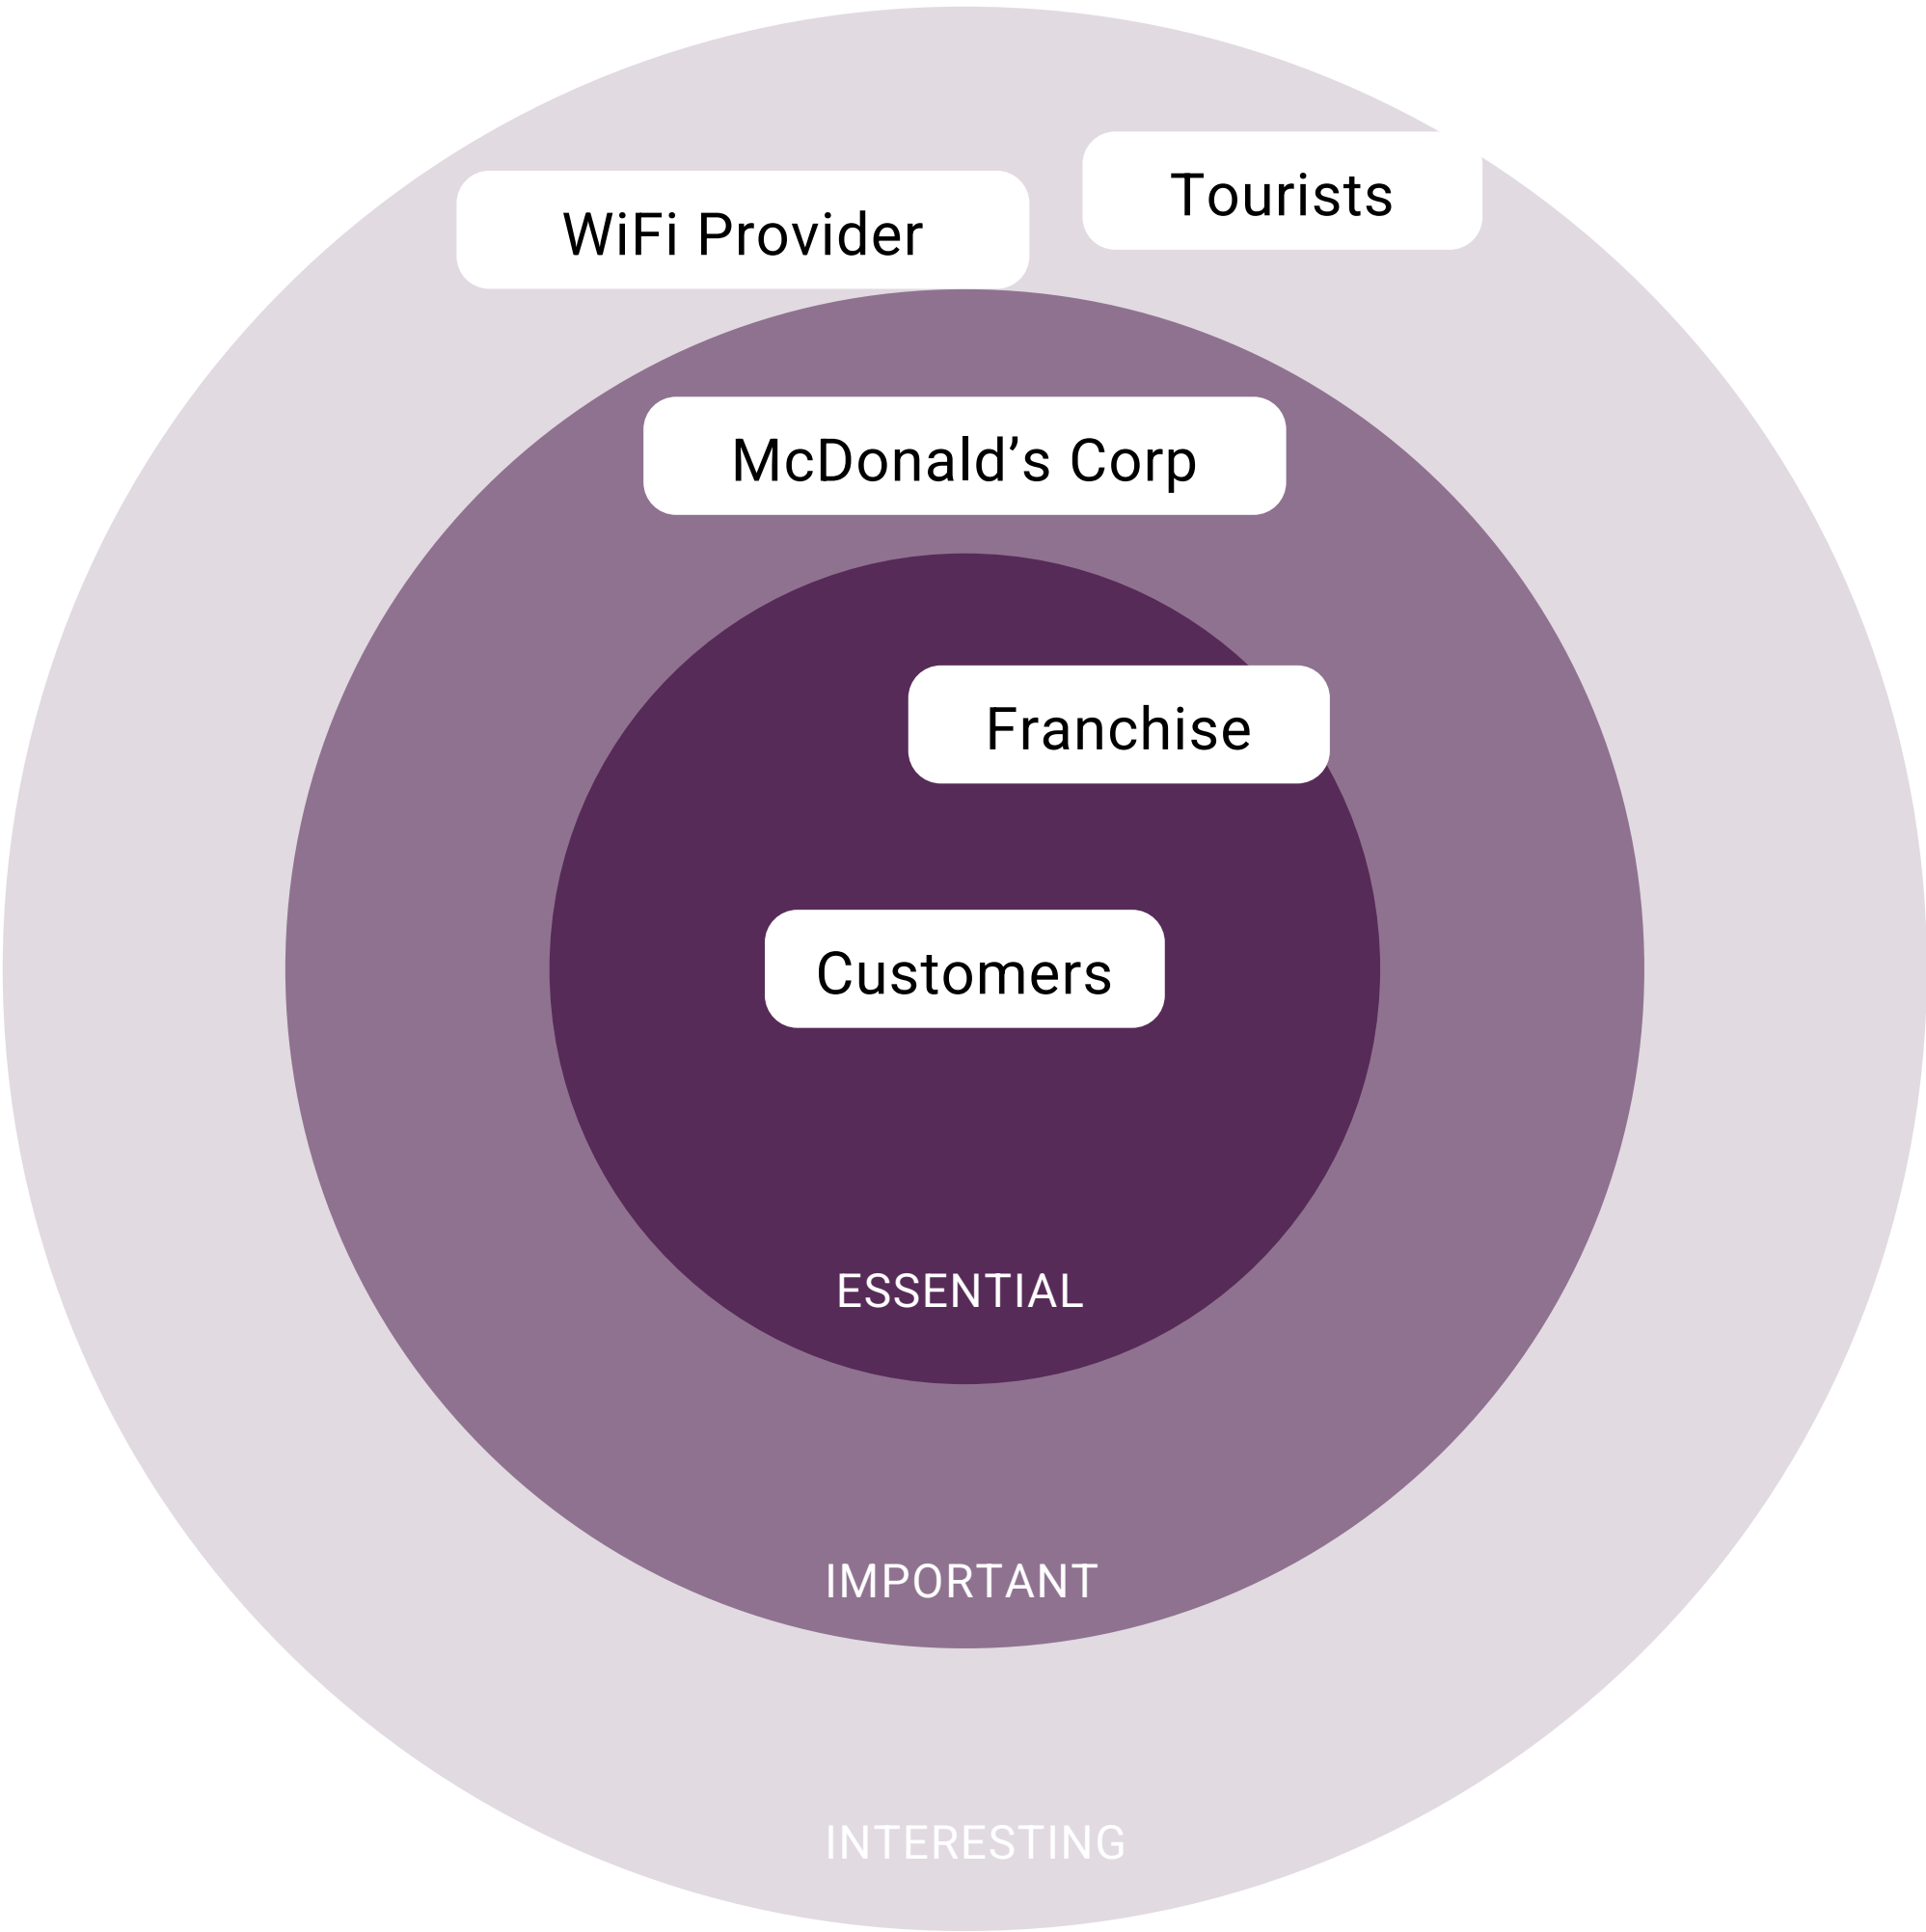 Tourists
WiFi Provider
McDonald’s Corp
Franchise
Customers
ESSENTIAL
IMPORTANT
INTERESTING